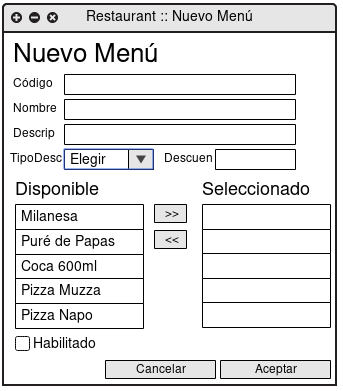 Restaurant :: Nuevo Menú
Nuevo Menú
Código
Nombre
Descrip
TipoDesc Elegir Descuen
Disponible Seleccionado
Milanesa >>
Puré de Papas <<
Coca 600ml
Pizza Muzza
Pizza Napo
Habilitado
Cancelar Aceptar